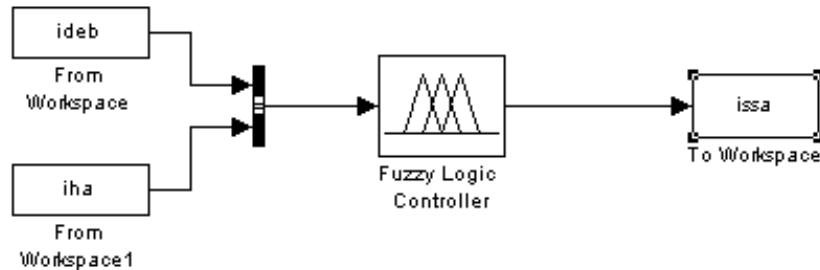 ideb
From
Workspace
iha
From
Workspace1
Fuzzy Logic
Controller
issa
To Workspace